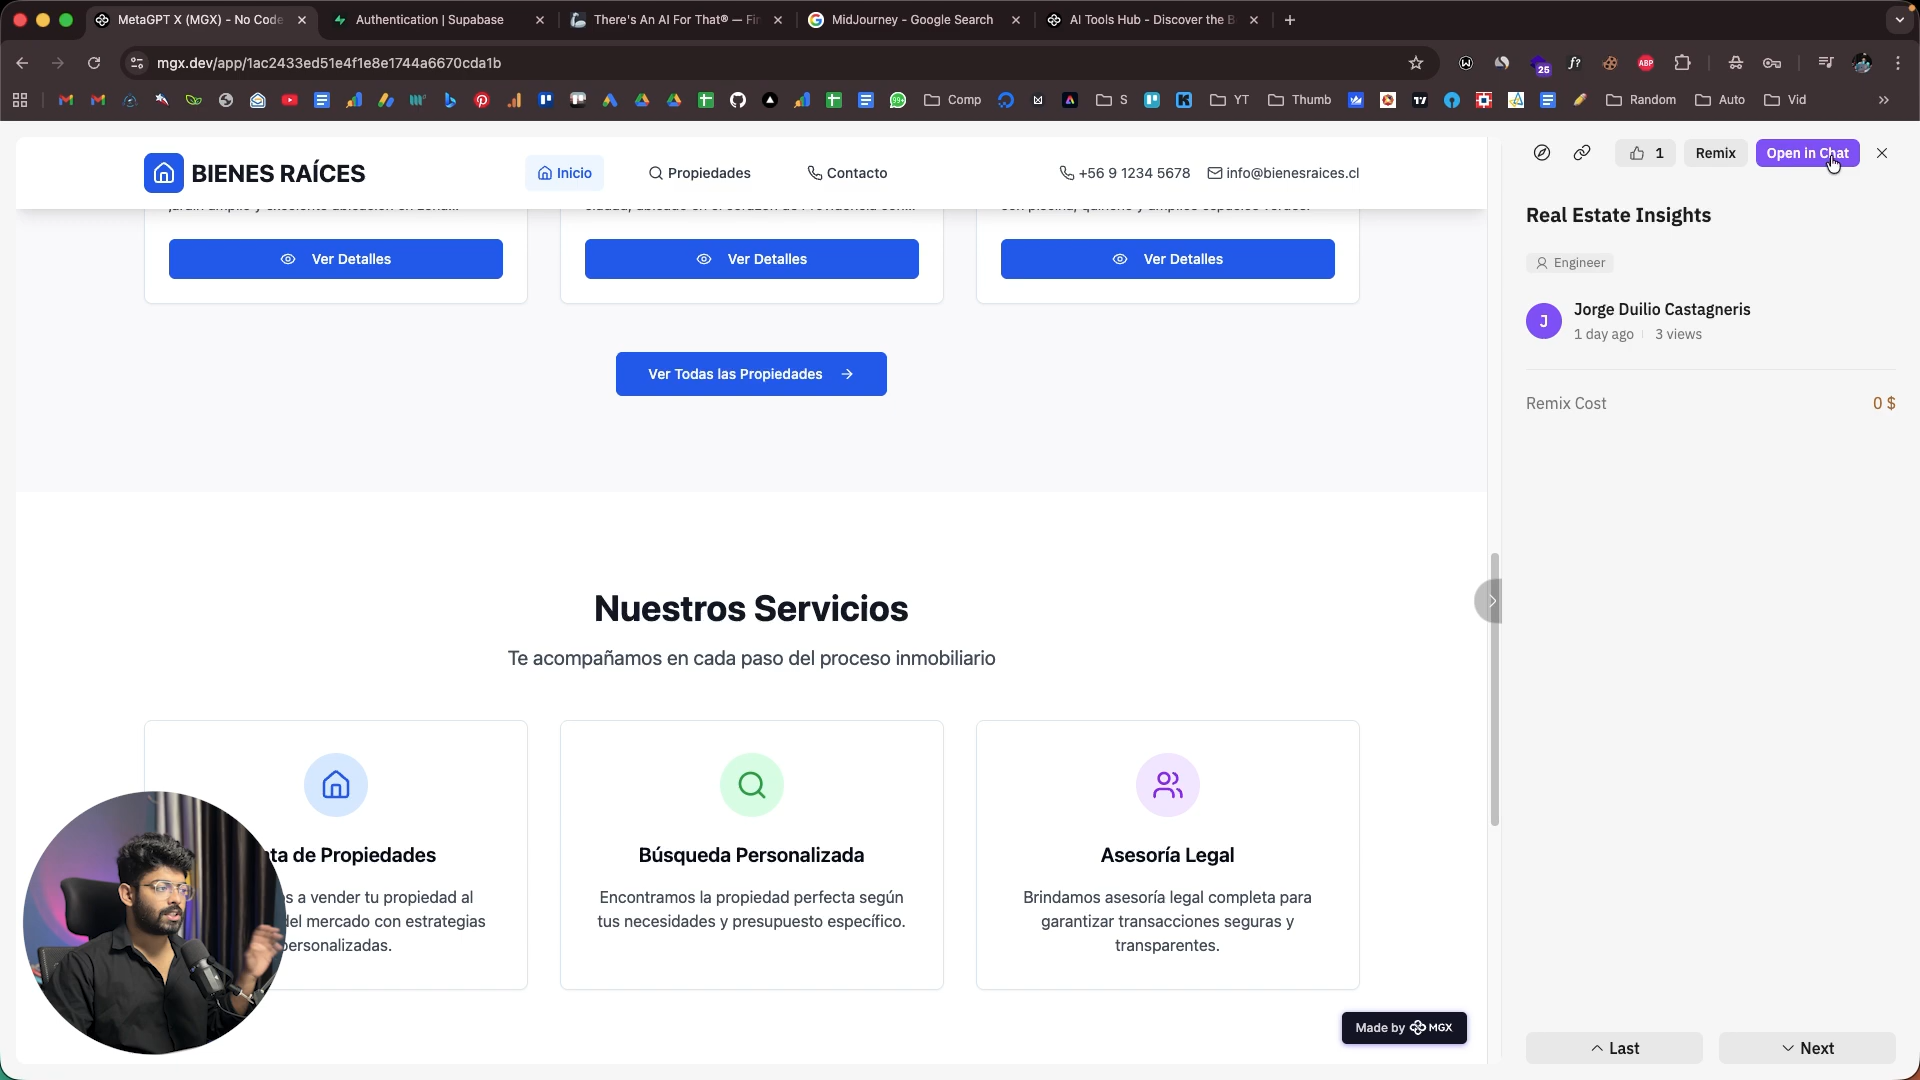 MetaGPT X (MGX) - No Code
Authentication | Supabase
There's An AI For That® — Fi
MidJourney - Google Search
AI Tools Hub - Discover the B
mgx.dev/app/1ac2433ed51e4f1e8e1744a6670cda1b
25
f?
ABP
99+
Comp
S
YT
Thumb
Random
Auto
Vid
BIENES RAÍCES
Inicio
Propiedades
Contacto
+56 9 1234 5678
info@bienesraices.cl
Ver Detalles
Ver Detalles
Ver Detalles
Ver Todas las Propiedades
Nuestros Servicios
Te acompañamos en cada paso del proceso inmobiliario
ta de Propiedades
s a vender tu propiedad al
del mercado con estrategias
personalizadas.
Búsqueda Personalizada
Encontramos la propiedad perfecta según
tus necesidades y presupuesto específico.
Asesoría Legal
Brindamos asesoría legal completa para
garantizar transacciones seguras y
transparentes.
Made by MGX
1
Remix
Open in Chat
Real Estate Insights
Engineer
J
Jorge Duilio Castagneris
1 day ago
3 views
Remix Cost
0 $
Last
Next